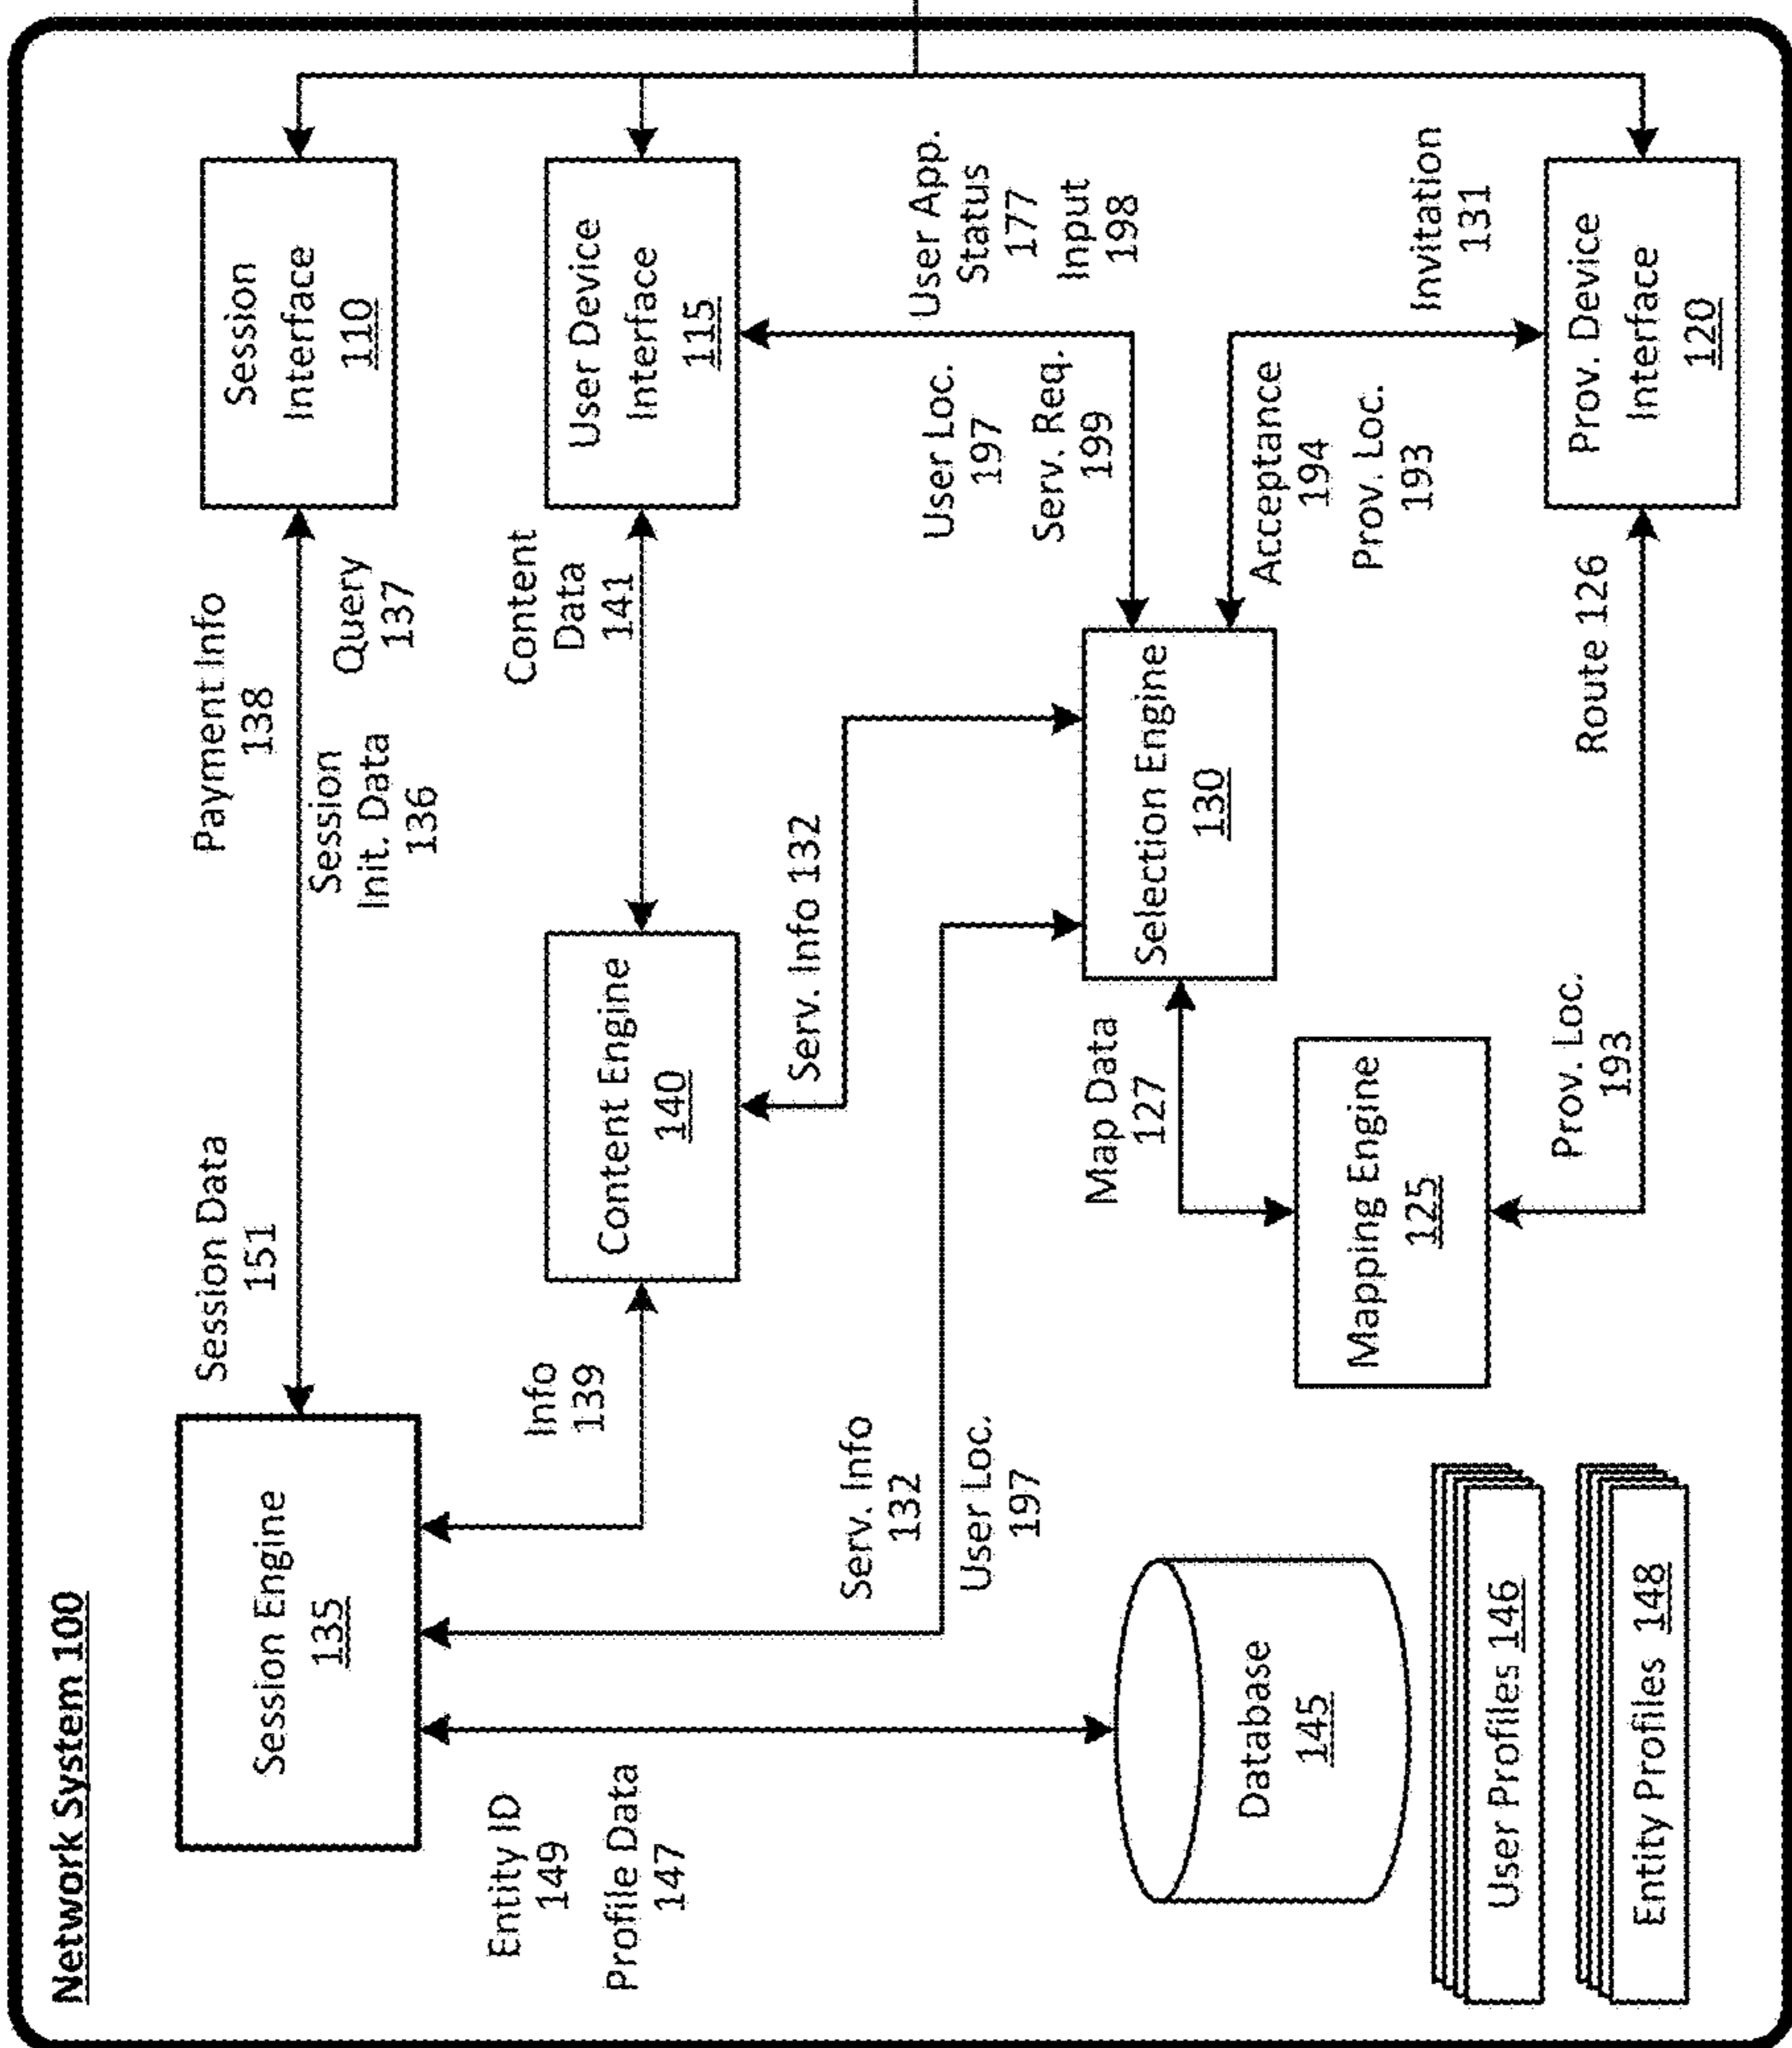 Network System 100
Session Engine
135
Session Data
151
Payment Info
138
Session
Init. Data
136
Query
137
Session
Interface
110
Entity ID
149
Profile Data
147
Info
139
Content Engine
140
Content
Data
141
User Device
Interface
115
Serv. Info
132
User Loc.
197
Serv. Info 132
User Loc.
197
Serv. Req.
199
User App.
Status
177
Input
198
Database
145
Map Data
127
Selection Engine
130
Acceptance
194
Prov. Loc.
193
Invitation
131
Mapping Engine
125
User Profiles 146
Entity Profiles 148
Prov. Loc.
193
Route 126
Prov. Device
Interface
120